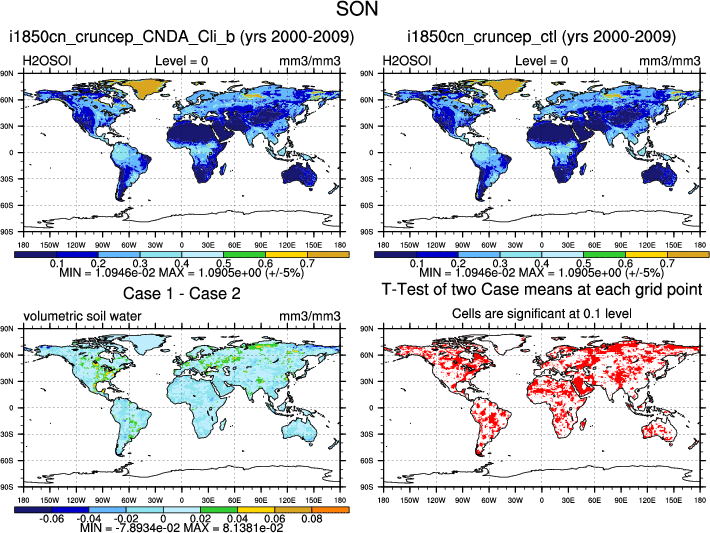 SON
i1850cn_cruncep_CNDA_Cli_b (yrs 2000-2009)
H2OSOI Level = 0 mm3/mm3
90N
60N
30N
0
30S
60S
90S
180 150W 120W 90W 60W 30W 0 30E 60E 90E 120E 150E 180
0.1 0.2 0.3 0.4 0.5 0.6 0.7
MIN = 1.0946e-02 MAX = 1.0905e+00 (+/-5%)
i1850cn_cruncep_ctl (yrs 2000-2009)
H2OSOI Level = 0 mm3/mm3
90N
60N
30N
0
30S
60S
90S
180 150W 120W 90W 60W 30W 0 30E 60E 90E 120E 150E 180
0.1 0.2 0.3 0.4 0.5 0.6 0.7
MIN = 1.0946e-02 MAX = 1.0905e+00 (+/-5%)
Case 1 - Case 2
volumetric soil water mm3/mm3
90N
60N
30N
0
30S
60S
90S
180 150W 120W 90W 60W 30W 0 30E 60E 90E 120E 150E 180
-0.06 -0.04 -0.02 0 0.02 0.04 0.06 0.08
MIN = -7.8934e-02 MAX = 8.1381e-02
T-Test of two Case means at each grid point
Cells are significant at 0.1 level
90N
60N
30N
0
30S
60S
90S
180 150W 120W 90W 60W 30W 0 30E 60E 90E 120E 150E 180